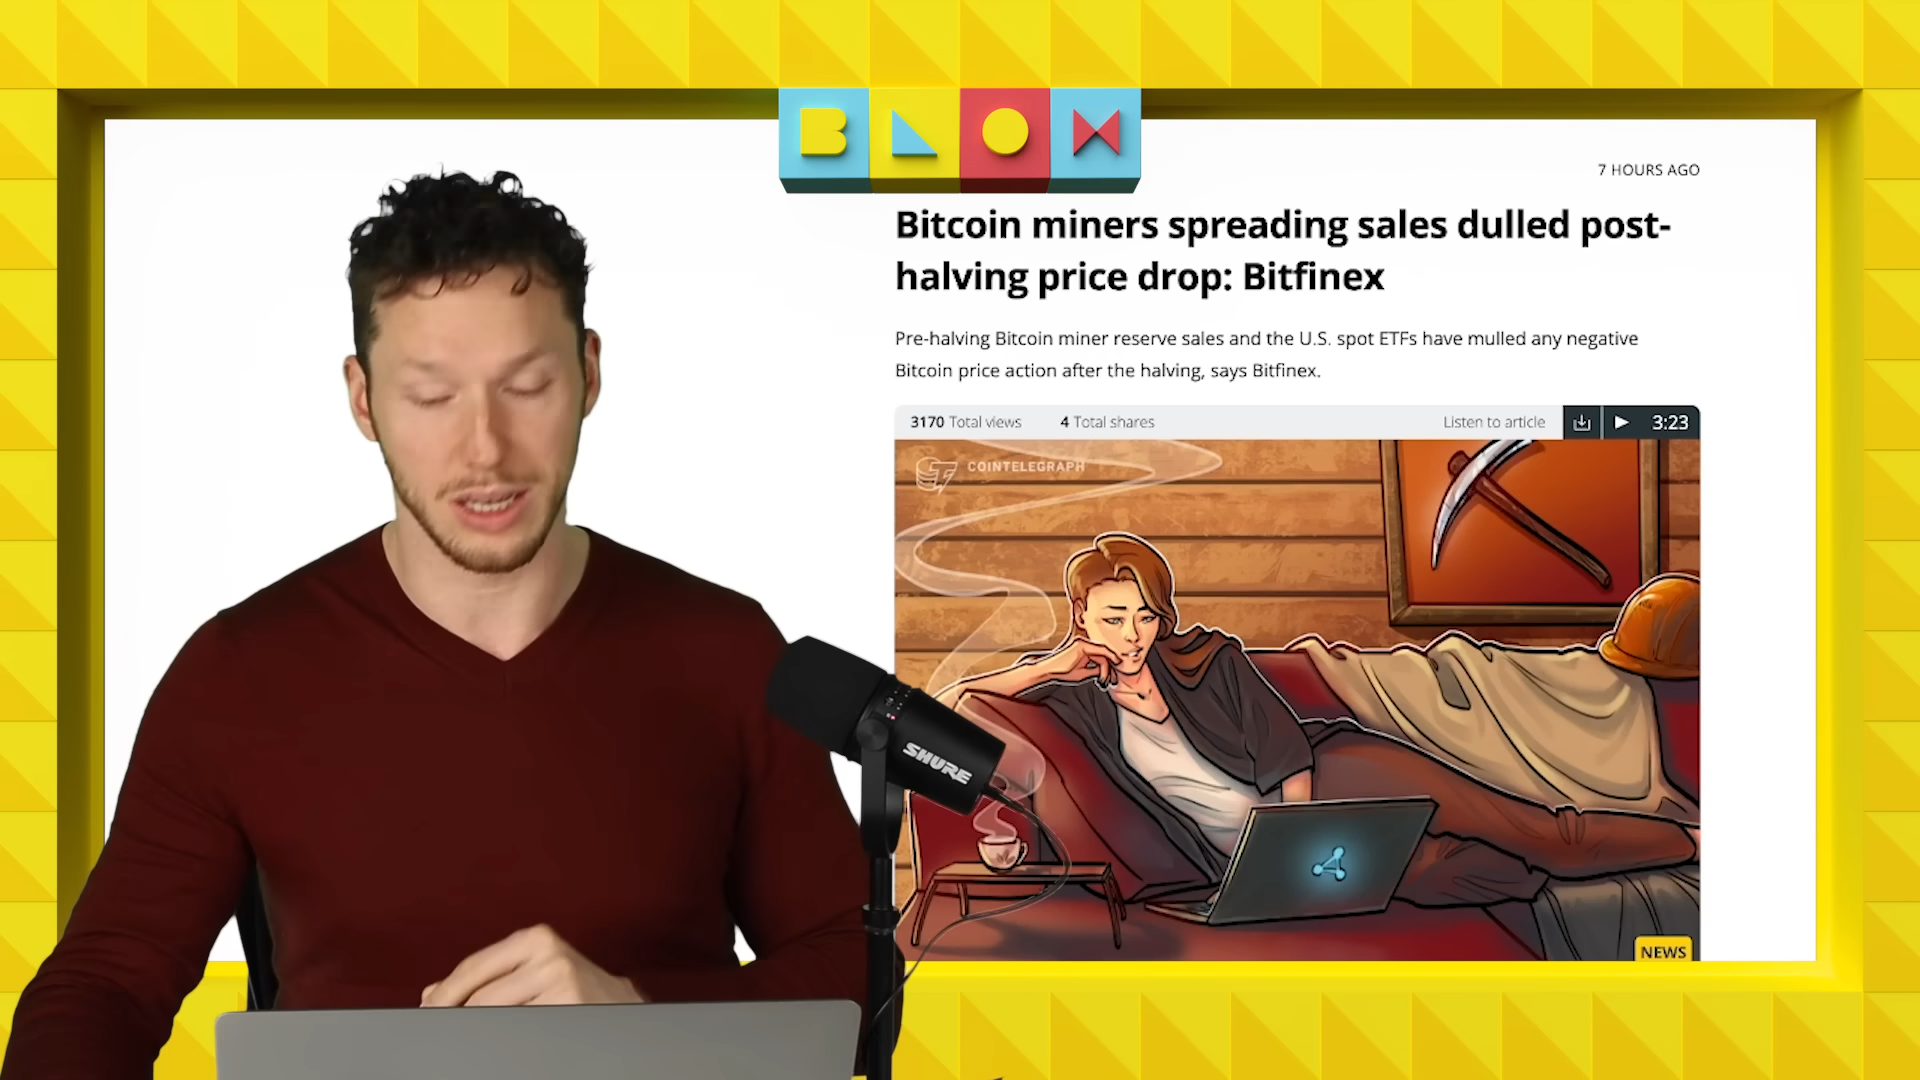 BLOX
7 HOURS AGO
Bitcoin miners spreading sales dulled post-
halving price drop: Bitfinex
Pre-halving Bitcoin miner reserve sales and the U.S. spot ETFs have mulled any negative
Bitcoin price action after the halving, says Bitfinex.
3170 Total views 4 Total shares Listen to article 3:23
COINTELEGRAPH
SHURE
NEWS